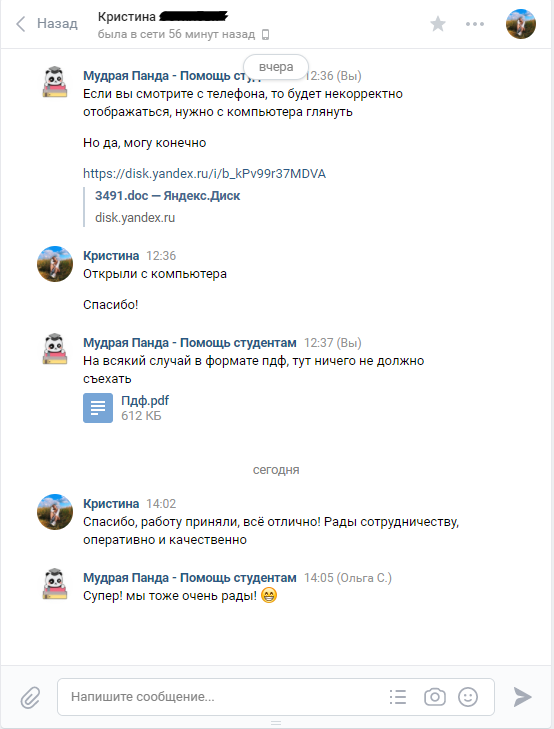 Назад
Кристина
была в сети 56 минут назад
вчера
Мудрая Панда - Помощь 12:36 (Вы)
Если вы смотрите с телефона, то будет некорректно
отображаться, нужно с компьютера глянуть
Но да, могу конечно
https://disk.yandex.ru/i/b_kPv99r37MDVA
3491.doc — Яндекс.Диск
disk.yandex.ru
Кристина 12:36
Открыли с компьютера
Спасибо!
Мудрая Панда - Помощь студентам 12:37 (Вы)
На всякий случай в формате пдф, тут ничего не должно
съехать
Пдф.pdf
612 КБ
сегодня
Кристина 14:02
Спасибо, работу приняли, всё отлично! Рады сотрудничеству,
оперативно и качественно
Мудрая Панда - Помощь студентам 14:05 (Ольга С.)
Супер! мы тоже очень рады! 😁
Напишите сообщение...